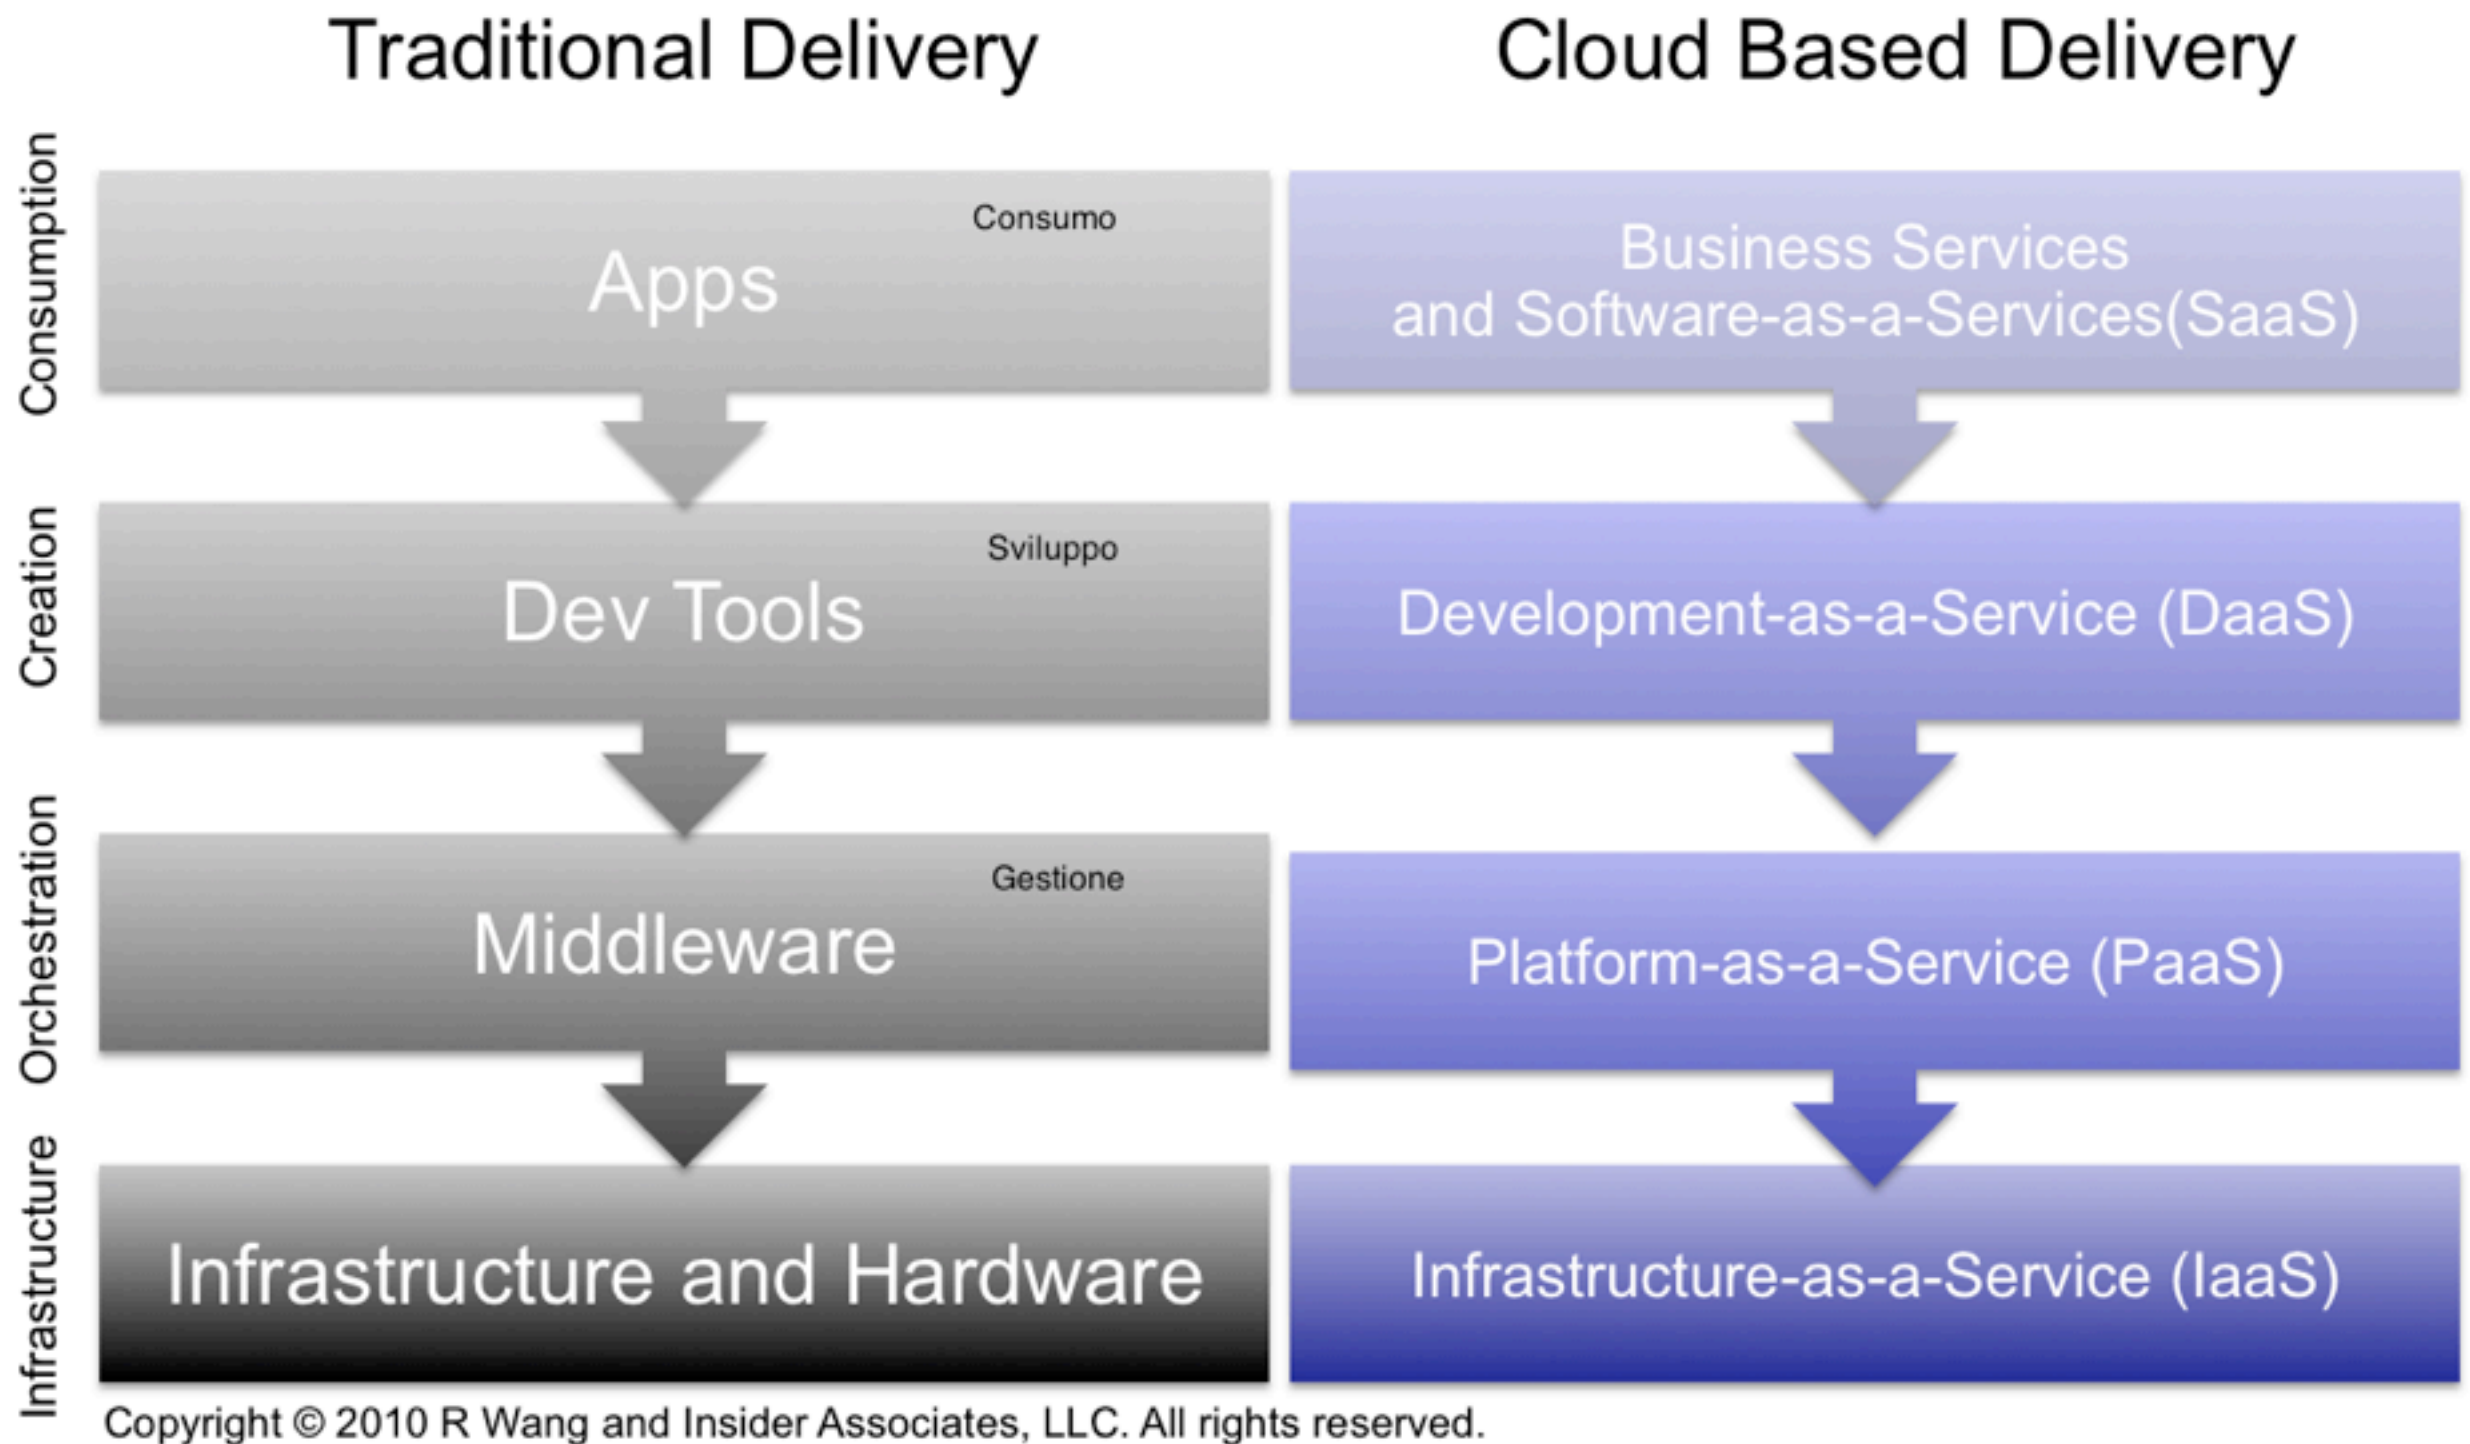 Traditional Delivery
Cloud Based Delivery
Consumption
Consumo
Apps
Business Services
and Software-as-a-Services(SaaS)
Creation
Sviluppo
Dev Tools
Development-as-a-Service (DaaS)
Orchestration
Gestione
Middleware
Platform-as-a-Service (PaaS)
Infrastructure
Infrastructure and Hardware
Infrastructure-as-a-Service (IaaS)
Copyright © 2010 R Wang and Insider Associates, LLC. All rights reserved.